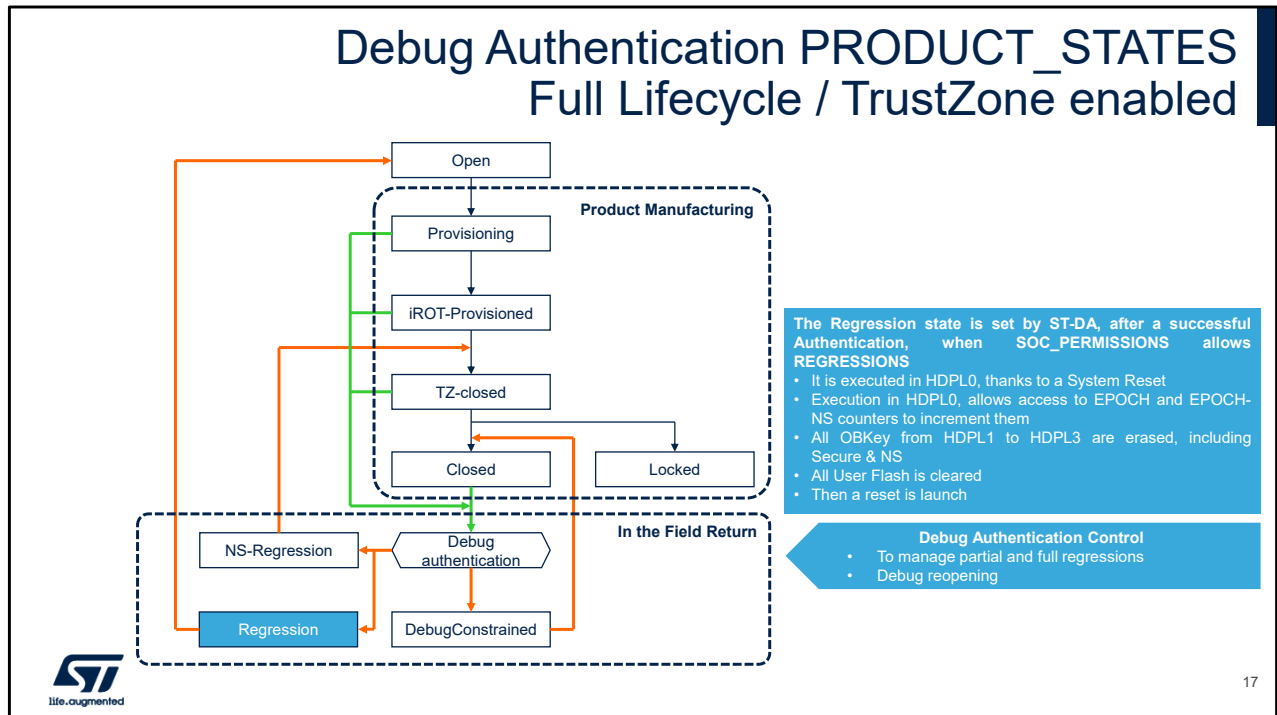 Debug Authentication PRODUCT_STATES
Full Lifecycle / TrustZone enabled
Open
Product Manufacturing
Provisioning
iROT-Provisioned
TZ-closed
Closed
Locked
In the Field Return
NS-Regression
Debug
authentication
Regression
DebugConstrained
The Regression state is set by ST-DA, after a successful
Authentication, when SOC_PERMISSIONS allows
REGRESSIONS
• It is executed in HDPL0, thanks to a System Reset
• Execution in HDPL0, allows access to EPOCH and EPOCH-
NS counters to increment them
• All OBKey from HDPL1 to HDPL3 are erased, including
Secure & NS
• All User Flash is cleared
• Then a reset is launch
Debug Authentication Control
• To manage partial and full regressions
• Debug reopening
ST
life.augmented
17